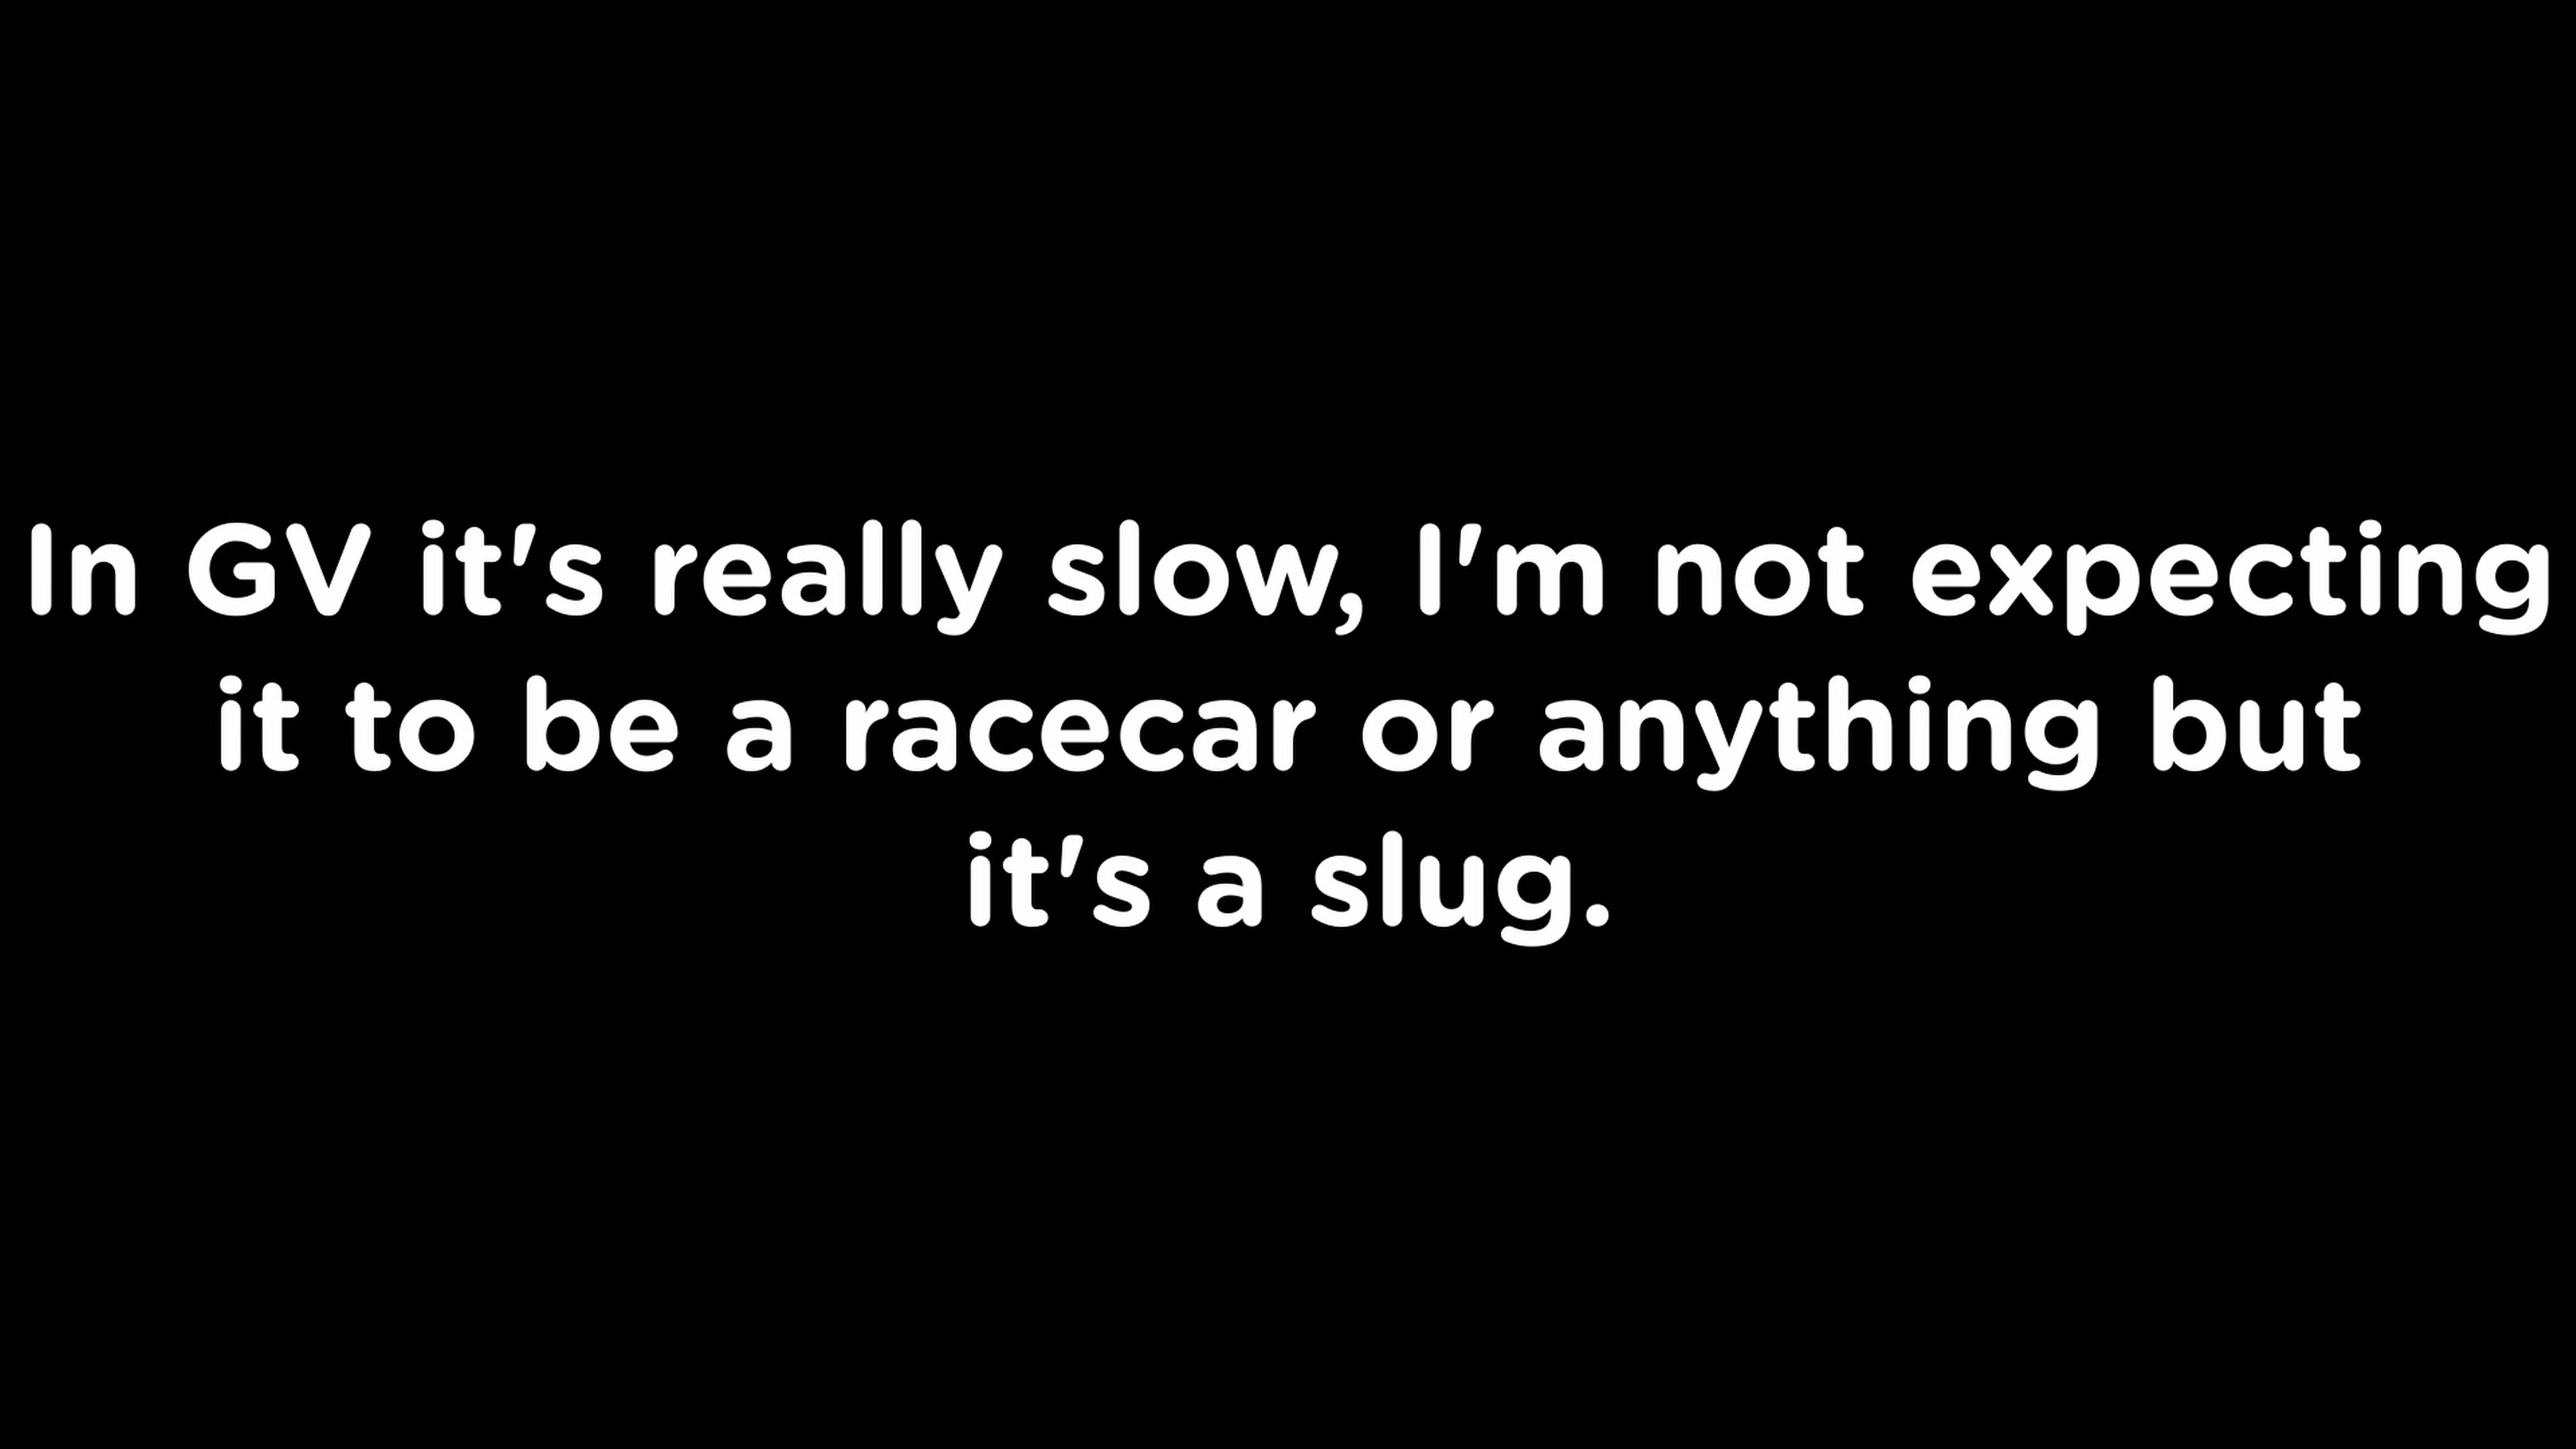 In GV it's really slow, I'm not expecting
it to be a racecar or anything but
it's a slug.